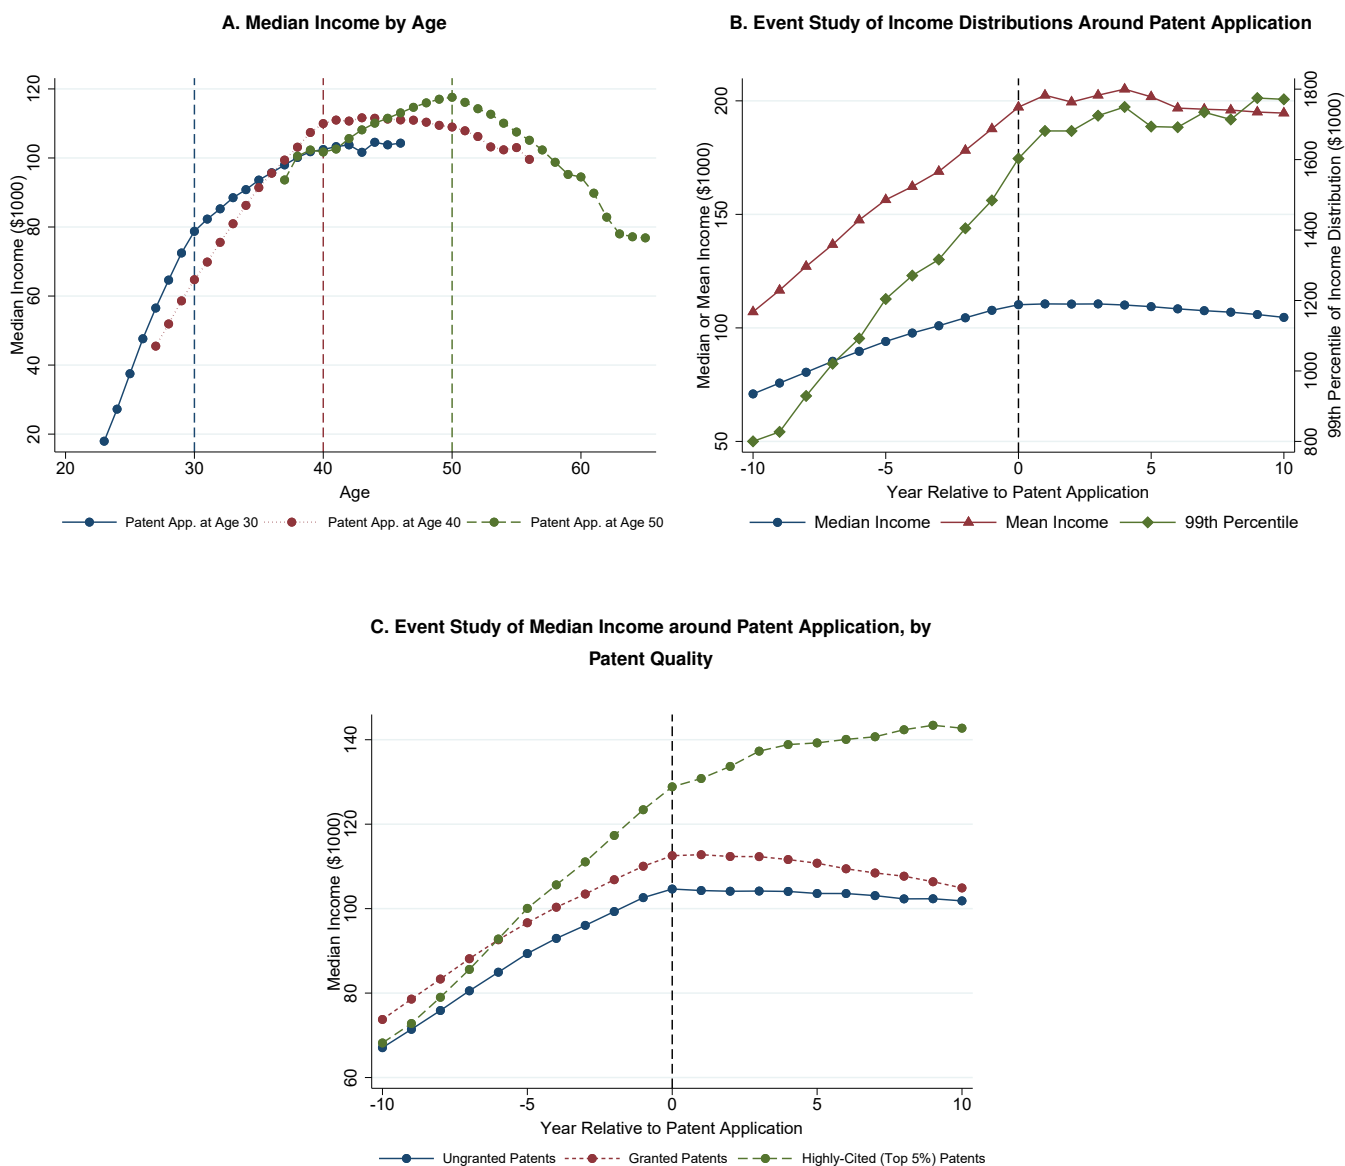 A. Median Income by Age
Median Income ($1000)
120
100
80
60
40
20
20 30 40 50 60
Age
Patent App. at Age 30 Patent App. at Age 40 Patent App. at Age 50
B. Event Study of Income Distributions Around Patent Application
Median or Mean Income ($1000)
200
150
100
50
1800
1600
1400
1200
1000
800
99th Percentile of Income Distribution ($1000)
-10 -5 0 5 10
Year Relative to Patent Application
Median Income Mean Income 99th Percentile
C. Event Study of Median Income around Patent Application, by
Patent Quality
Median Income ($1000)
140
120
100
80
60
-10 -5 0 5 10
Year Relative to Patent Application
Ungranted Patents Granted Patents Highly-Cited (Top 5%) Patents